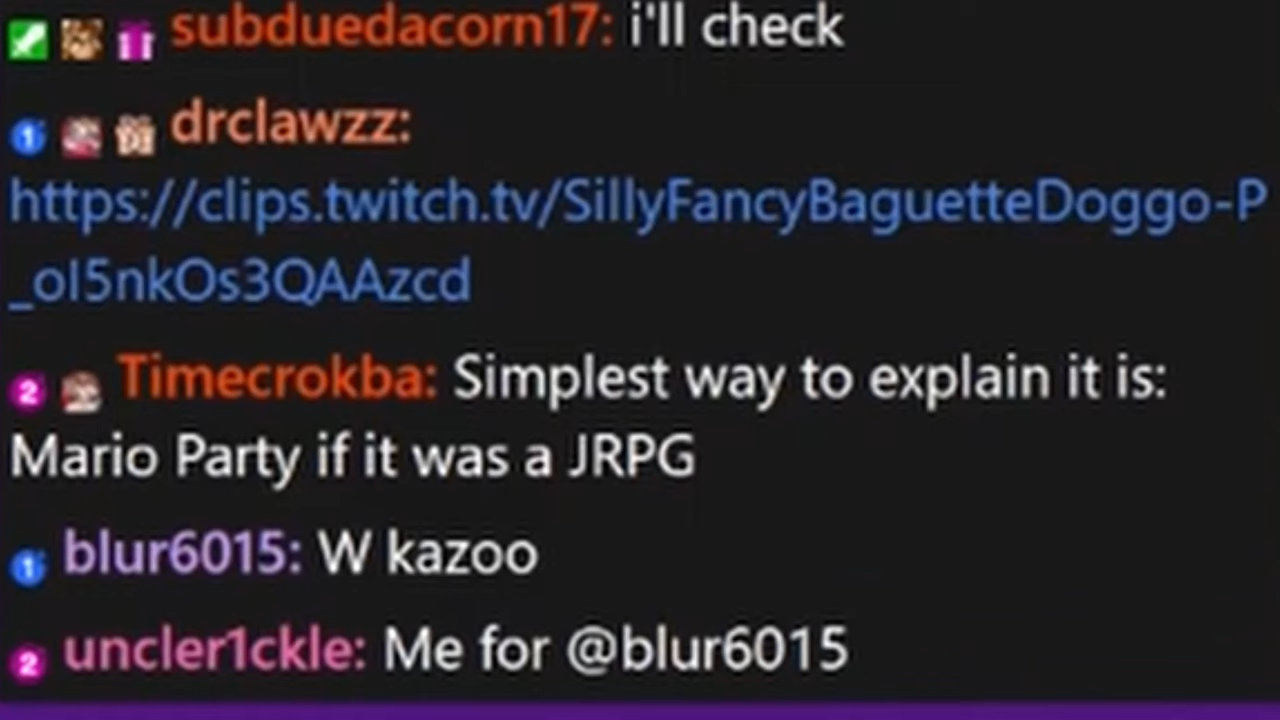 subduedacorn17: i'll check
drclawzz:
https://clips.twitch.tv/SillyFancyBaguetteDoggo-P
_oI5nkOs3QAAzcd
Timecrokba: Simplest way to explain it is:
Mario Party if it was a JRPG
blur6015: W kazoo
uncler1ckle: Me for @blur6015